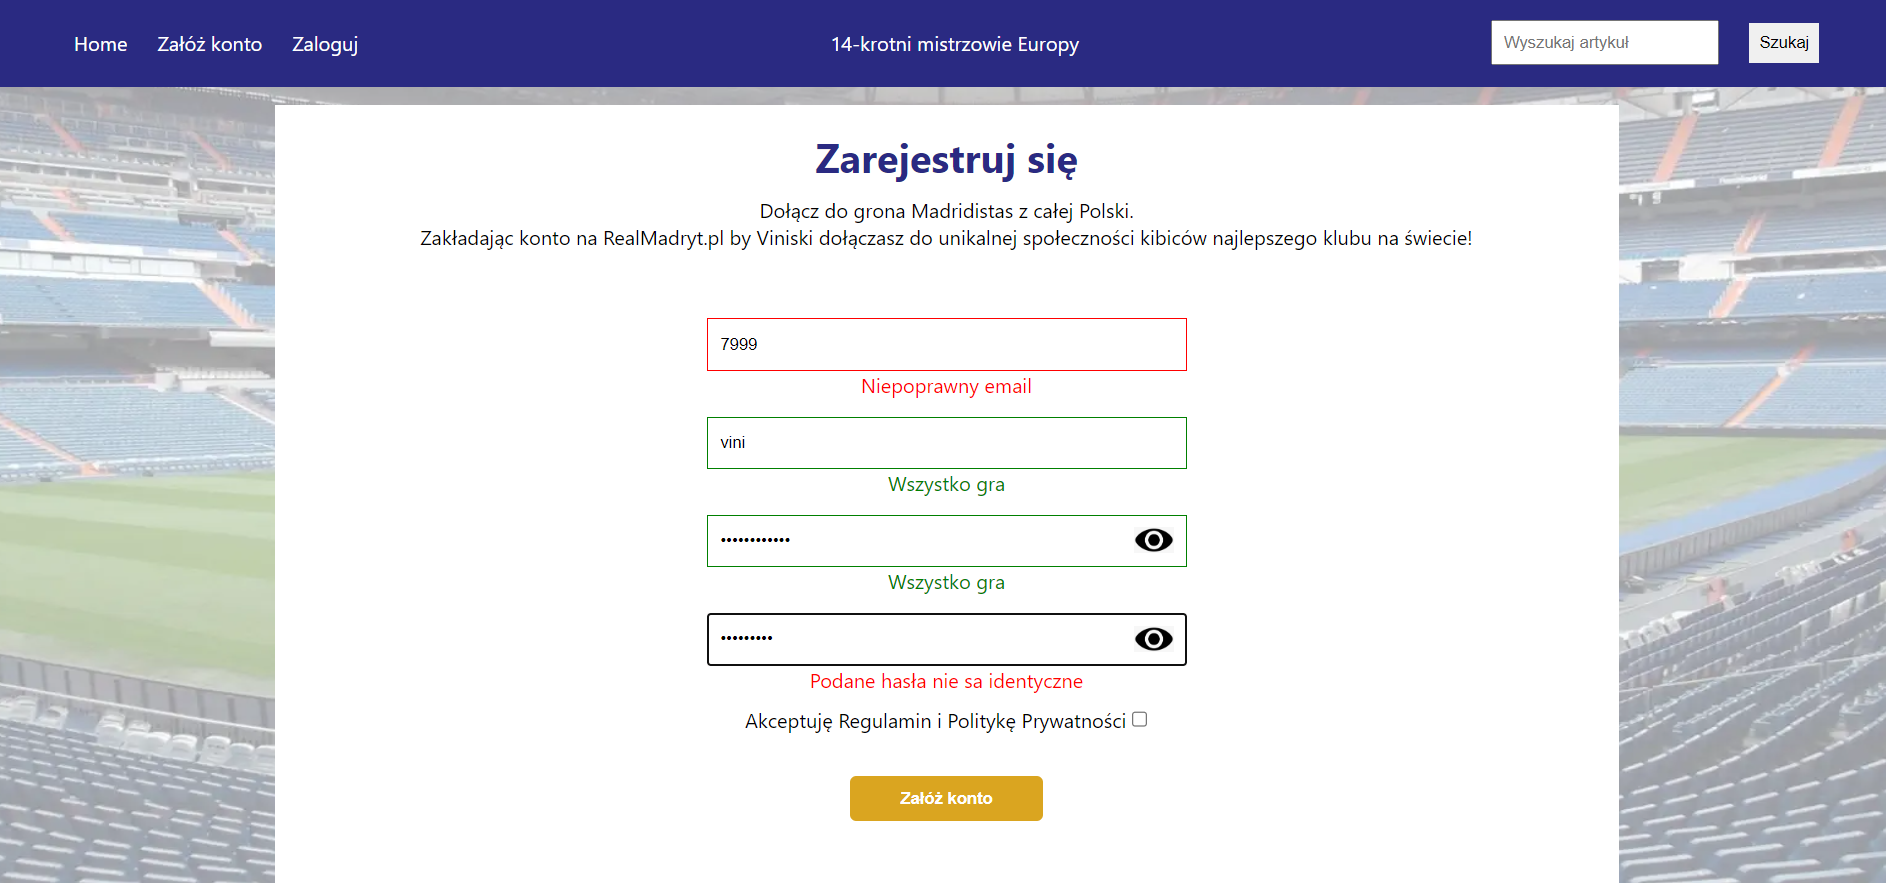 Home Załóż konto Zaloguj 14-krotni mistrzowie Europy Wyszukaj artykuł Szukaj
Zarejestruj się
Dołącz do grona Madridistas z całej Polski.
Zakładając konto na RealMadryt.pl by Viniski dołączasz do unikalnej społeczności kibiców najlepszego klubu na świecie!
7999
Niepoprawny email
vini
Wszystko gra
••••••••••••
Wszystko gra
•••••••••
Podane hasła nie sa identyczne
Akceptuję Regulamin i Politykę Prywatności
Załóż konto